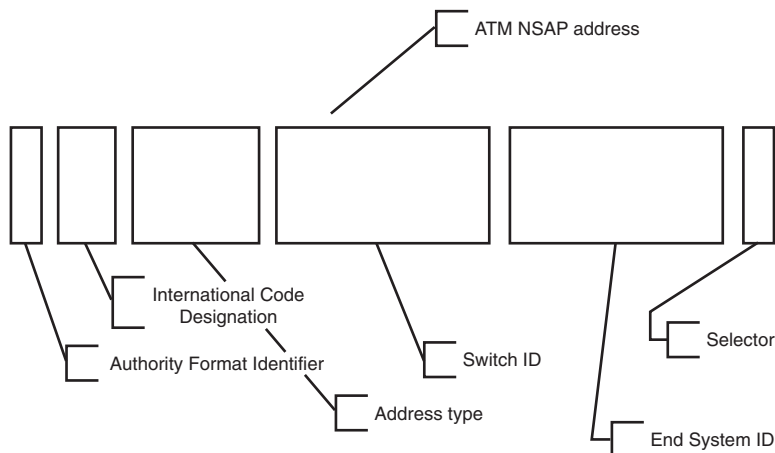 ATM NSAP address
International Code
Designation
Authority Format Identifier
Switch ID
Selector
Address type
End System ID